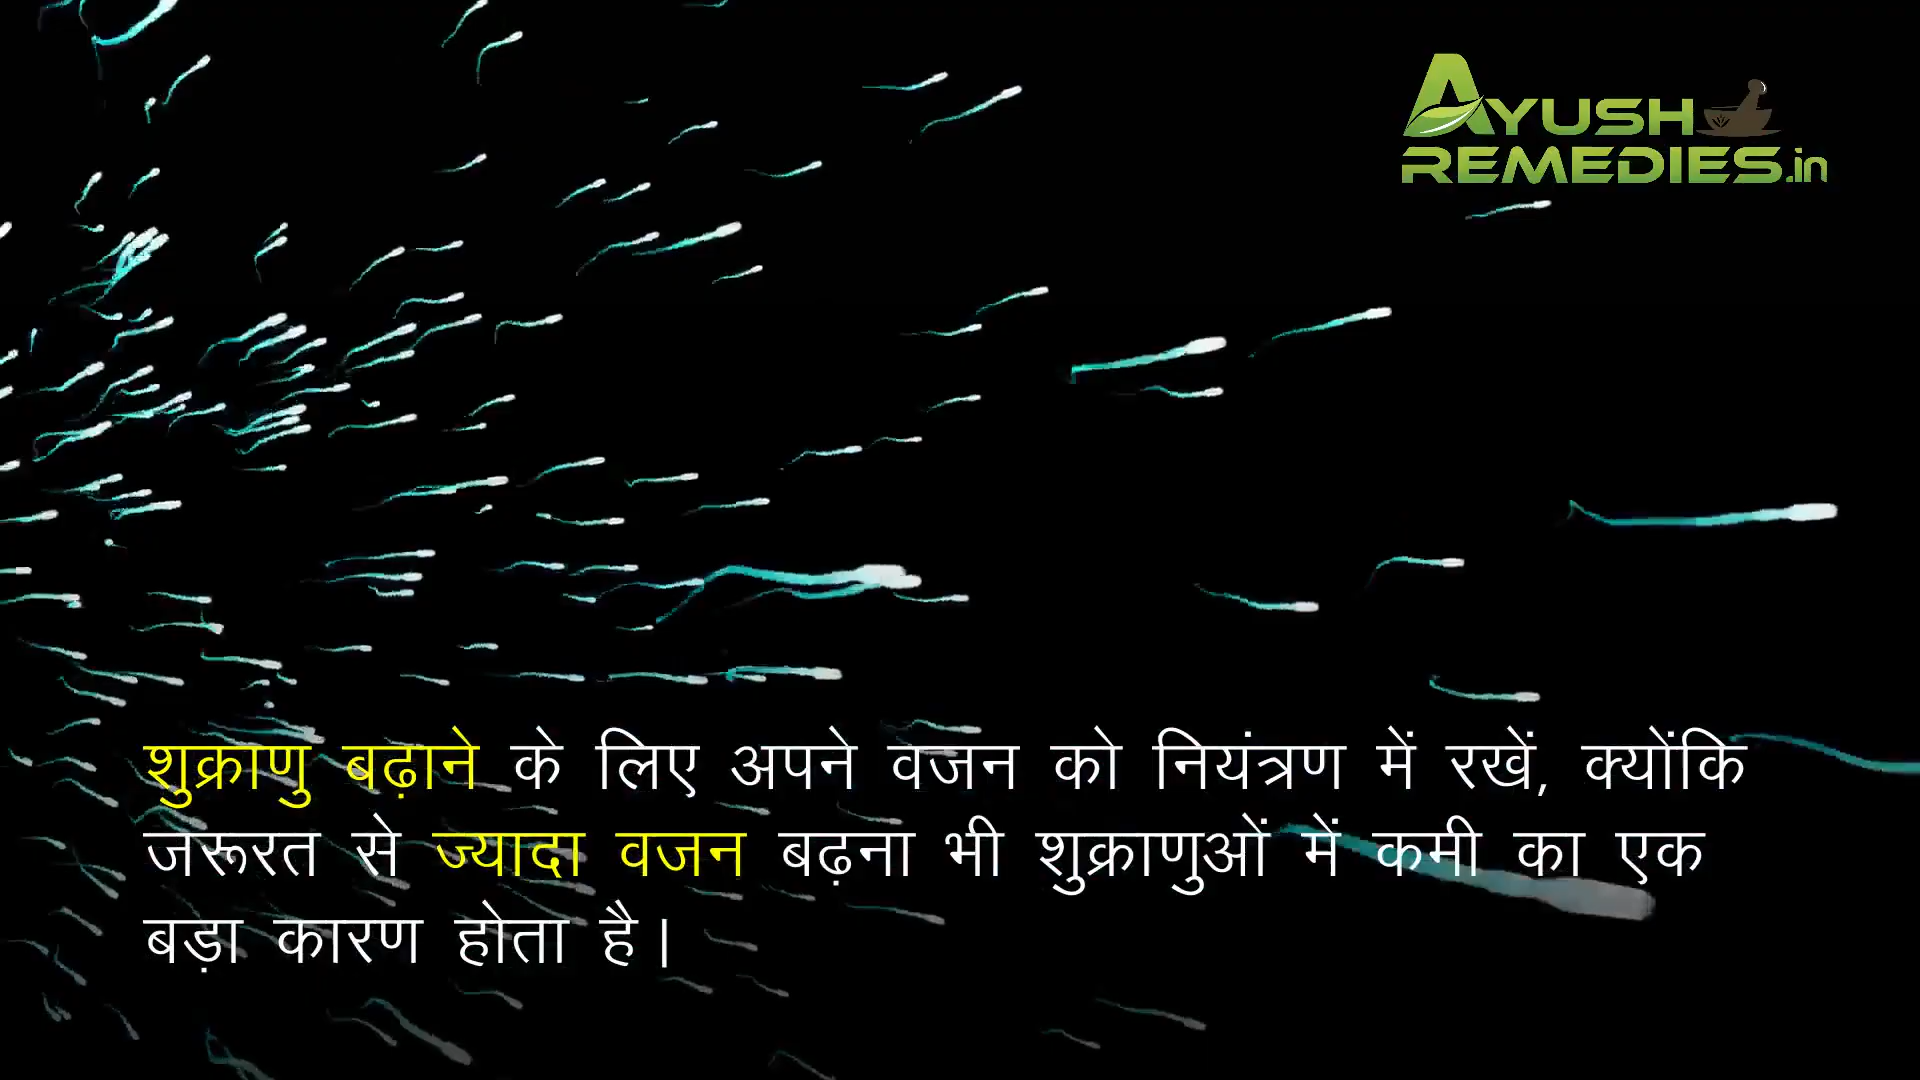 AYUSH
REMEDIES.in
शुक्राणु बढ़ाने के लिए अपने वजन को नियंत्रण में रखें, क्योंकि
जरूरत से ज्यादा वजन बढ़ना भी शुक्राणुओं में कमी का एक
बड़ा कारण होता है।